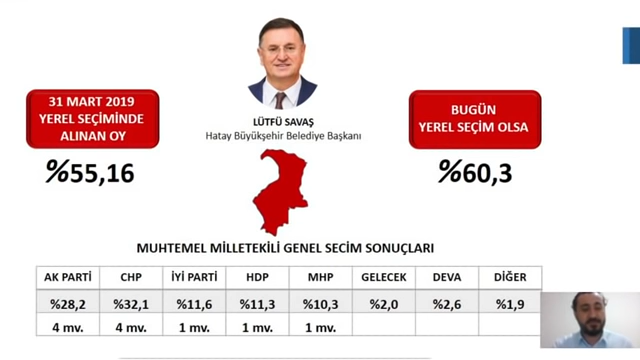 31 MART 2019
YEREL SEÇİMİNDE
ALINAN OY
%55,16
LÜTFÜ SAVAŞ
Hatay Büyükşehir Belediye Başkanı
BUGÜN
YEREL SEÇİM OLSA
%60,3
MUHTEMEL MİLLETEKİLİ GENEL SECİM SONUÇLARI
AK PARTİ CHP İYİ PARTİ HDP MHP GELECEK DEVA DİĞER
%28,2 %32,1 %11,6 %11,3 %10,3 %2,0 %2,6 %1,9
4 mv. 4 mv. 1 mv. 1 mv. 1 mv.